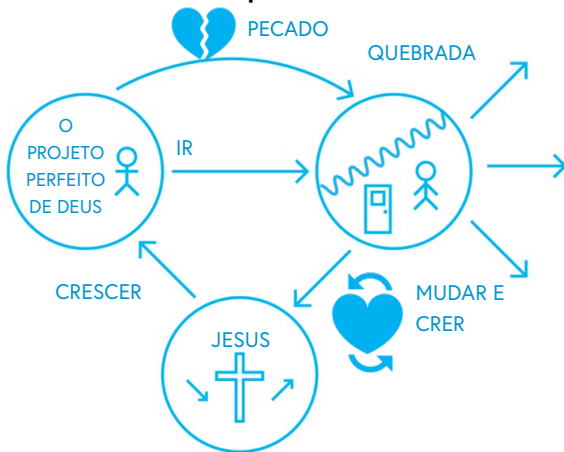 PECADO
QUEBRADA
O
PROJETO
PERFEITO
DE DEUS
IR
CRESCER
MUDAR E
CRER
JESUS